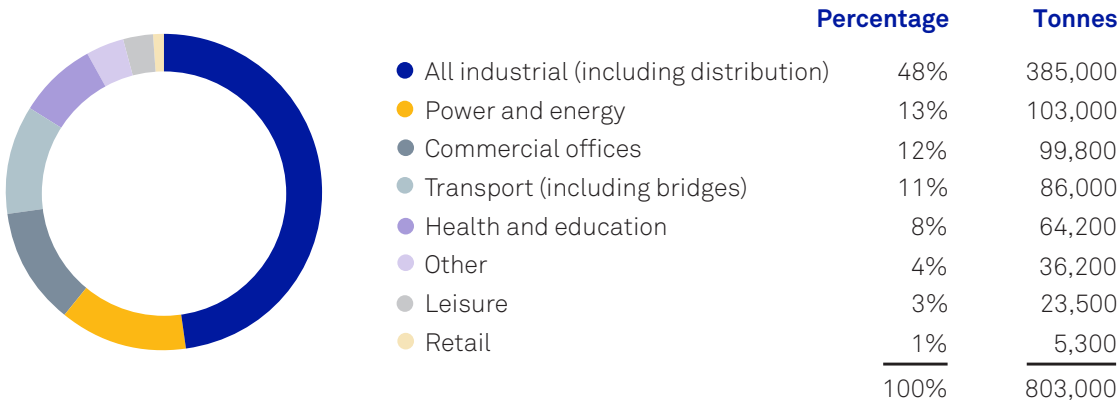 Percentage Tonnes
All industrial (including distribution) 48% 385,000
Power and energy 13% 103,000
Commercial offices 12% 99,800
Transport (including bridges) 11% 86,000
Health and education 8% 64,200
Other 4% 36,200
Leisure 3% 23,500
Retail 1% 5,300
100% 803,000